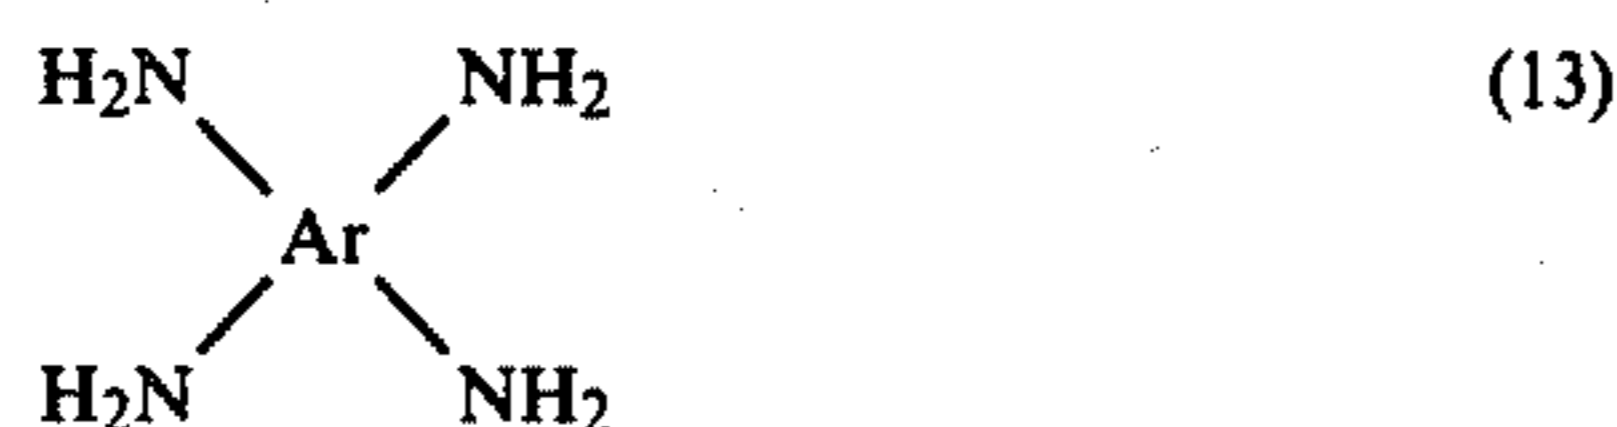 H₂N NH₂ (13)
Ar
H₂N NH₂